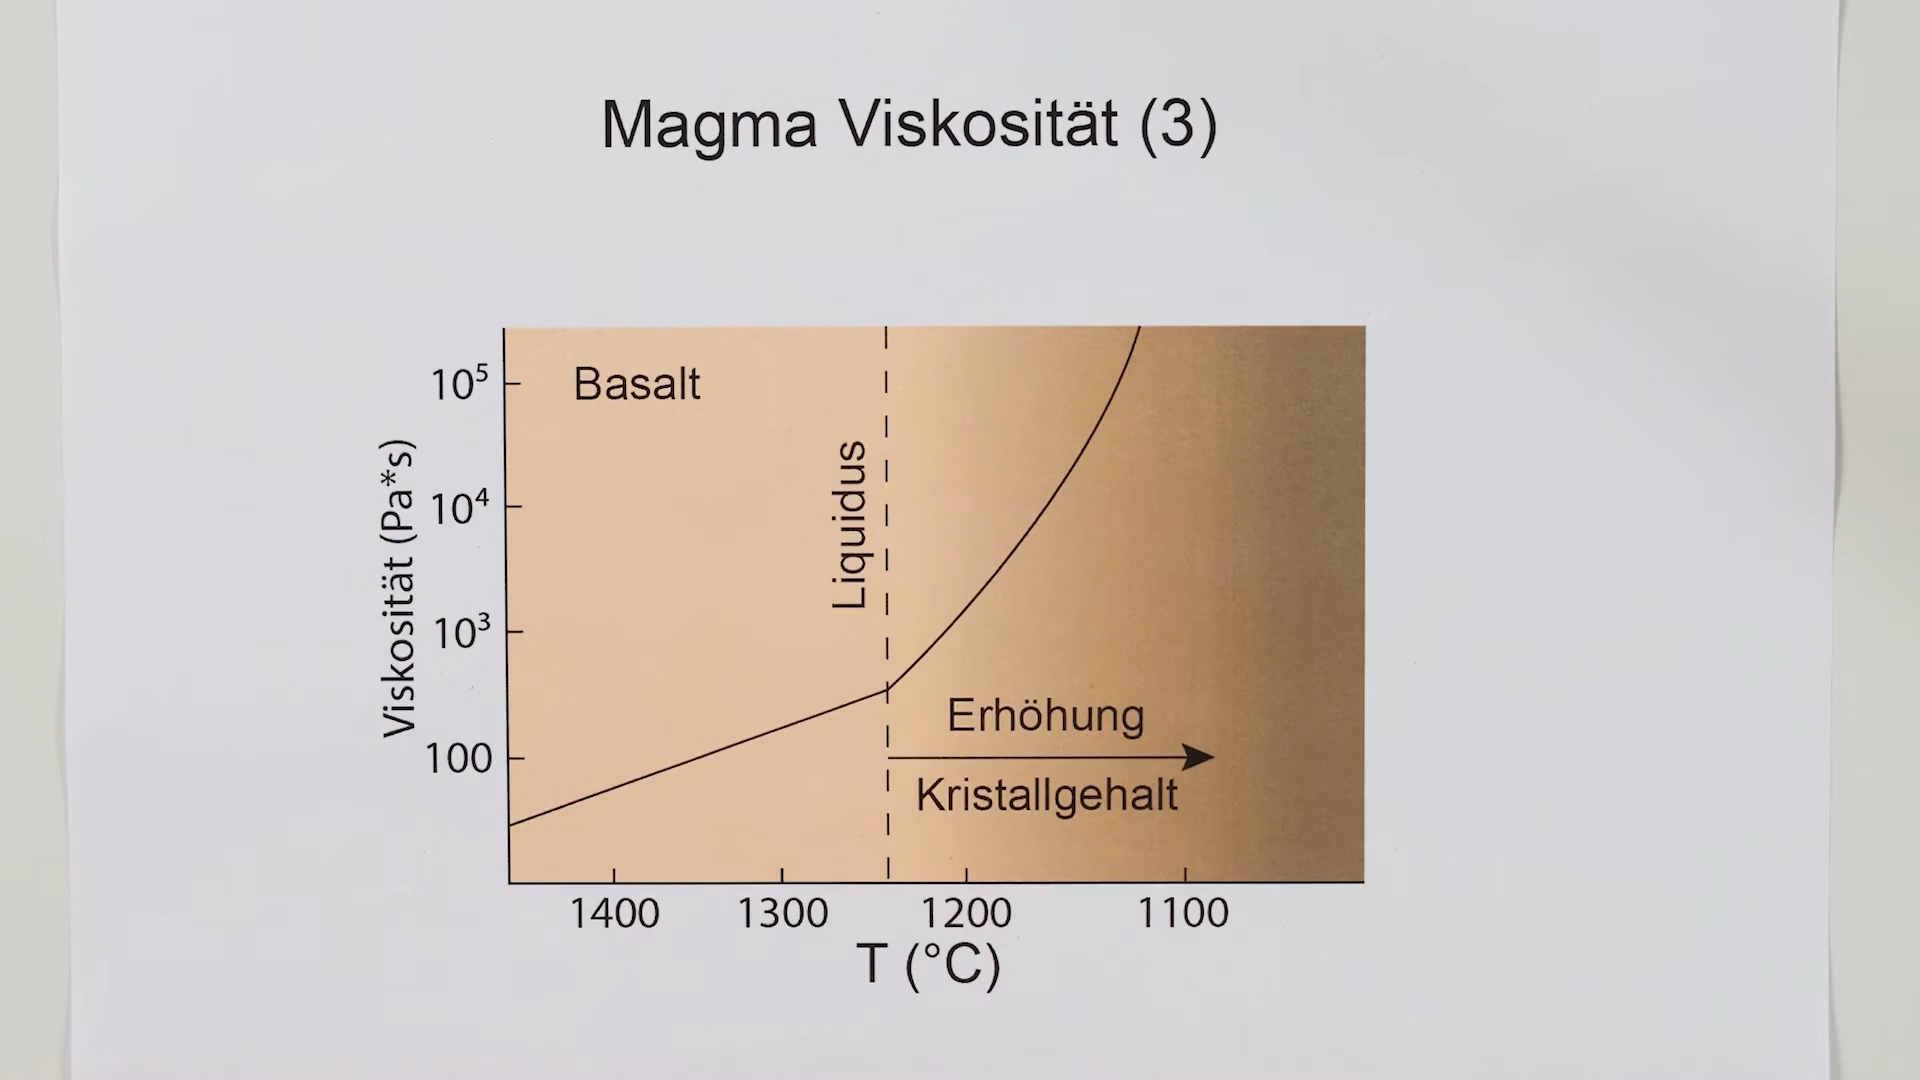 Magma Viskosität (3)
Basalt
Viskosität (Pa*s)
10⁵
10⁴
10³
100
Liquidus
Erhöhung
Kristallgehalt
1400 1300 1200 1100
T (°C)